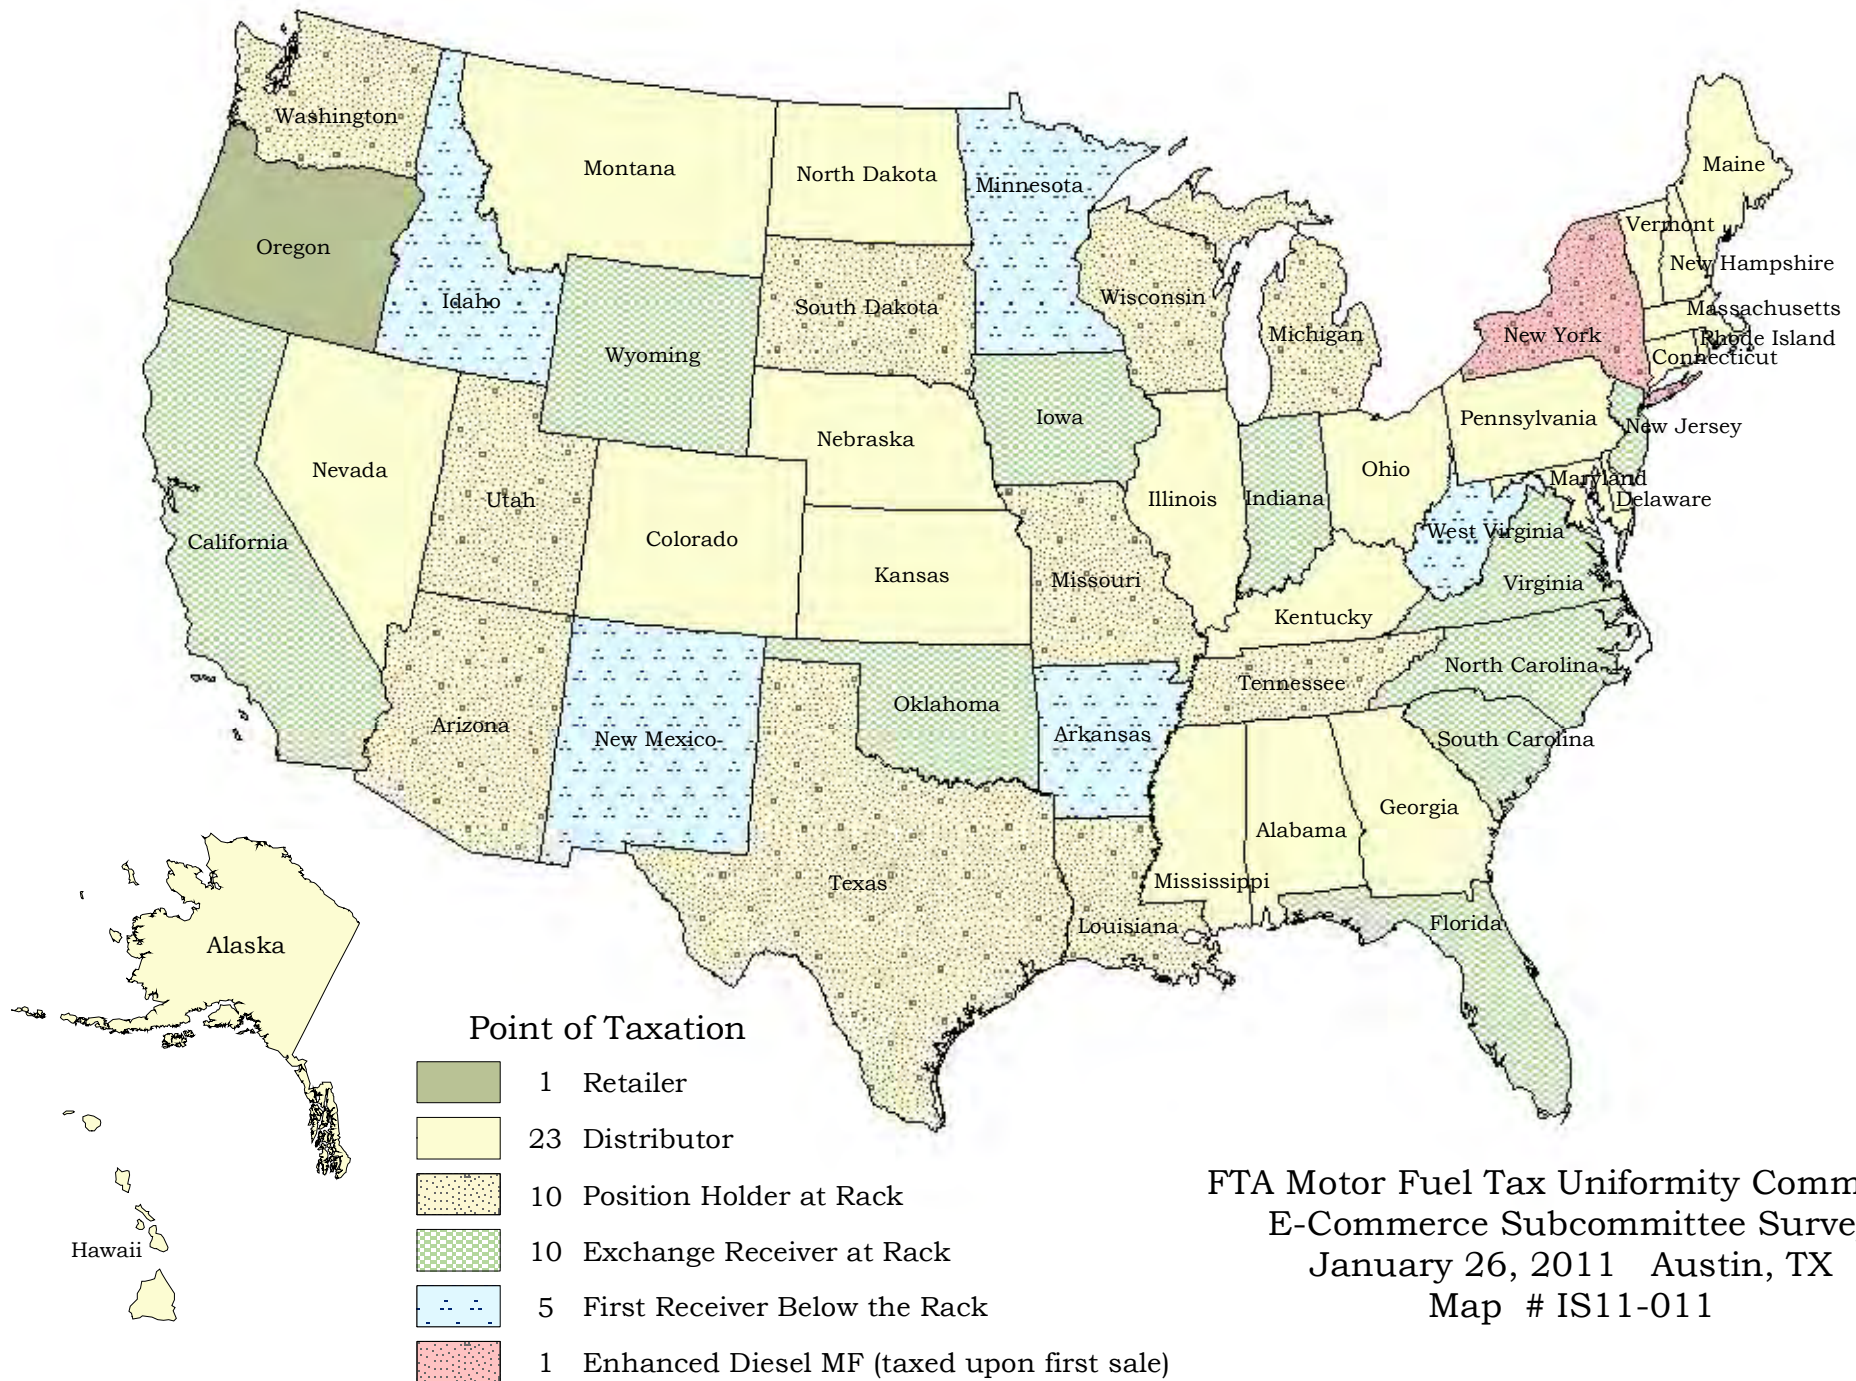 Washington
Montana
North Dakota
Minnesota
Maine
Oregon
Idaho
Vermont
New Hampshire
South Dakota
Wisconsin
Michigan
Massachusetts
Wyoming
New York
Rhode Island
Connecticut
Iowa
Pennsylvania
New Jersey
Nebraska
Nevada
Utah
Ohio
Illinois
Indiana
Maryland
Delaware
California
Colorado
West Virginia
Kansas
Missouri
Virginia
Kentucky
North Carolina
Tennessee
Oklahoma
Arizona
New Mexico
Arkansas
South Carolina
Georgia
Alabama
Texas
Mississippi
Louisiana
Florida
Alaska
Hawaii
Point of Taxation
1 Retailer
23 Distributor
10 Position Holder at Rack
10 Exchange Receiver at Rack
5 First Receiver Below the Rack
1 Enhanced Diesel MF (taxed upon first sale)
FTA Motor Fuel Tax Uniformity Comm
E-Commerce Subcommittee Surve
January 26, 2011 Austin, TX
Map # IS11-011